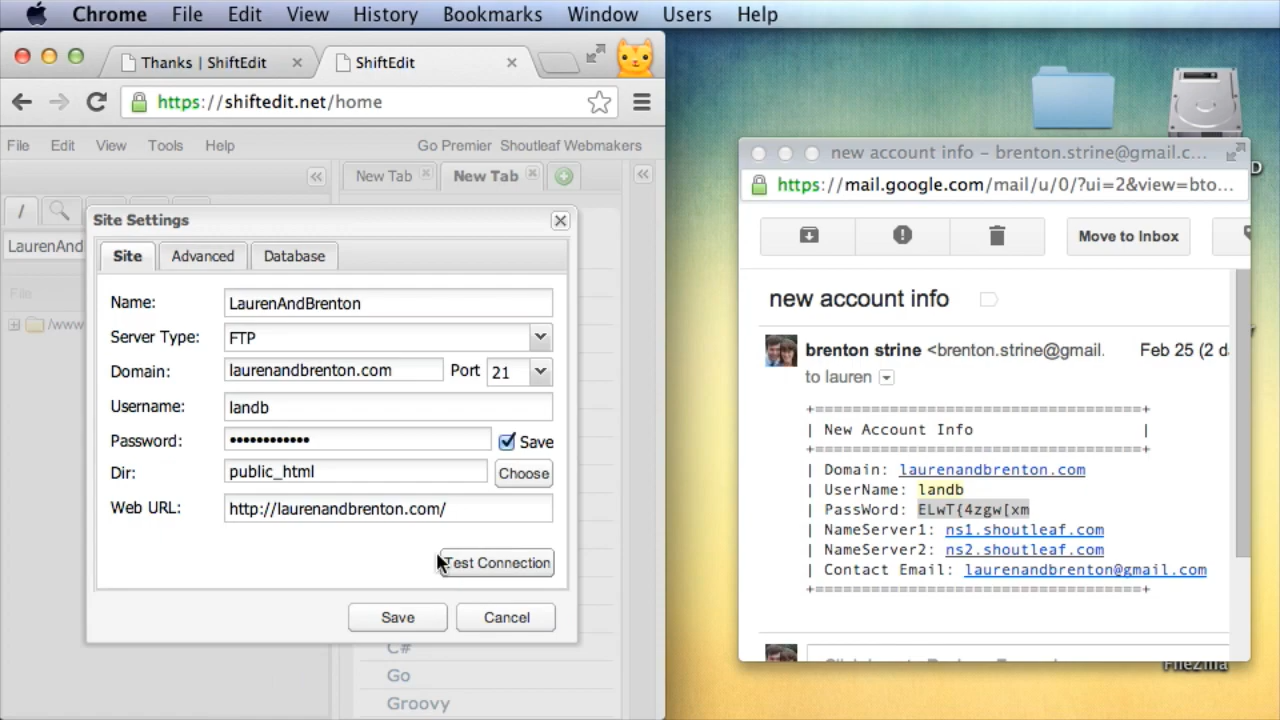 Chrome File Edit View History Bookmarks Window Users Help
Thanks | ShiftEdit
ShiftEdit
https://shiftedit.net/home
File Edit View Tools Help Go Premier Shoutleaf Webmakers
New Tab New Tab
LaurenAnd
File
/www
Site Settings
Site Advanced Database
Name: LaurenAndBrenton
Server Type: FTP
Domain: laurenandbrenton.com Port 21
Username: landb
Password: •••••••••••• Save
Dir: public_html Choose
Web URL: http://laurenandbrenton.com/
Test Connection
Save Cancel
C#
Go
Groovy
new account info – brenton.strine@gmail.c...
https://mail.google.com/mail/u/0/?ui=2&view=bto...
Move to Inbox
new account info
brenton strine <brenton.strine@gmail. Feb 25 (2 d
to lauren
+===================================+
| New Account Info |
+===================================+
| Domain: laurenandbrenton.com
| UserName: landb
| PassWord: ELwT{4zgw[xm
| NameServer1: ns1.shoutleaf.com
| NameServer2: ns2.shoutleaf.com
| Contact Email: laurenandbrenton@gmail.com
+===================================+
FileZilla